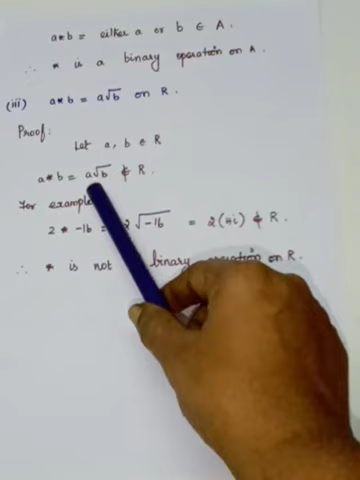 a*b = either a or b ∈ A.
∴ * is a binary operation on A.
(iii) a*b = a√b on R.
Proof:
Let a, b ∈ R
a*b = a√b ∉ R.
For example
2 * -16 = 2√-16 = 2(4i) ∉ R.
∴ * is not binary operation on R.